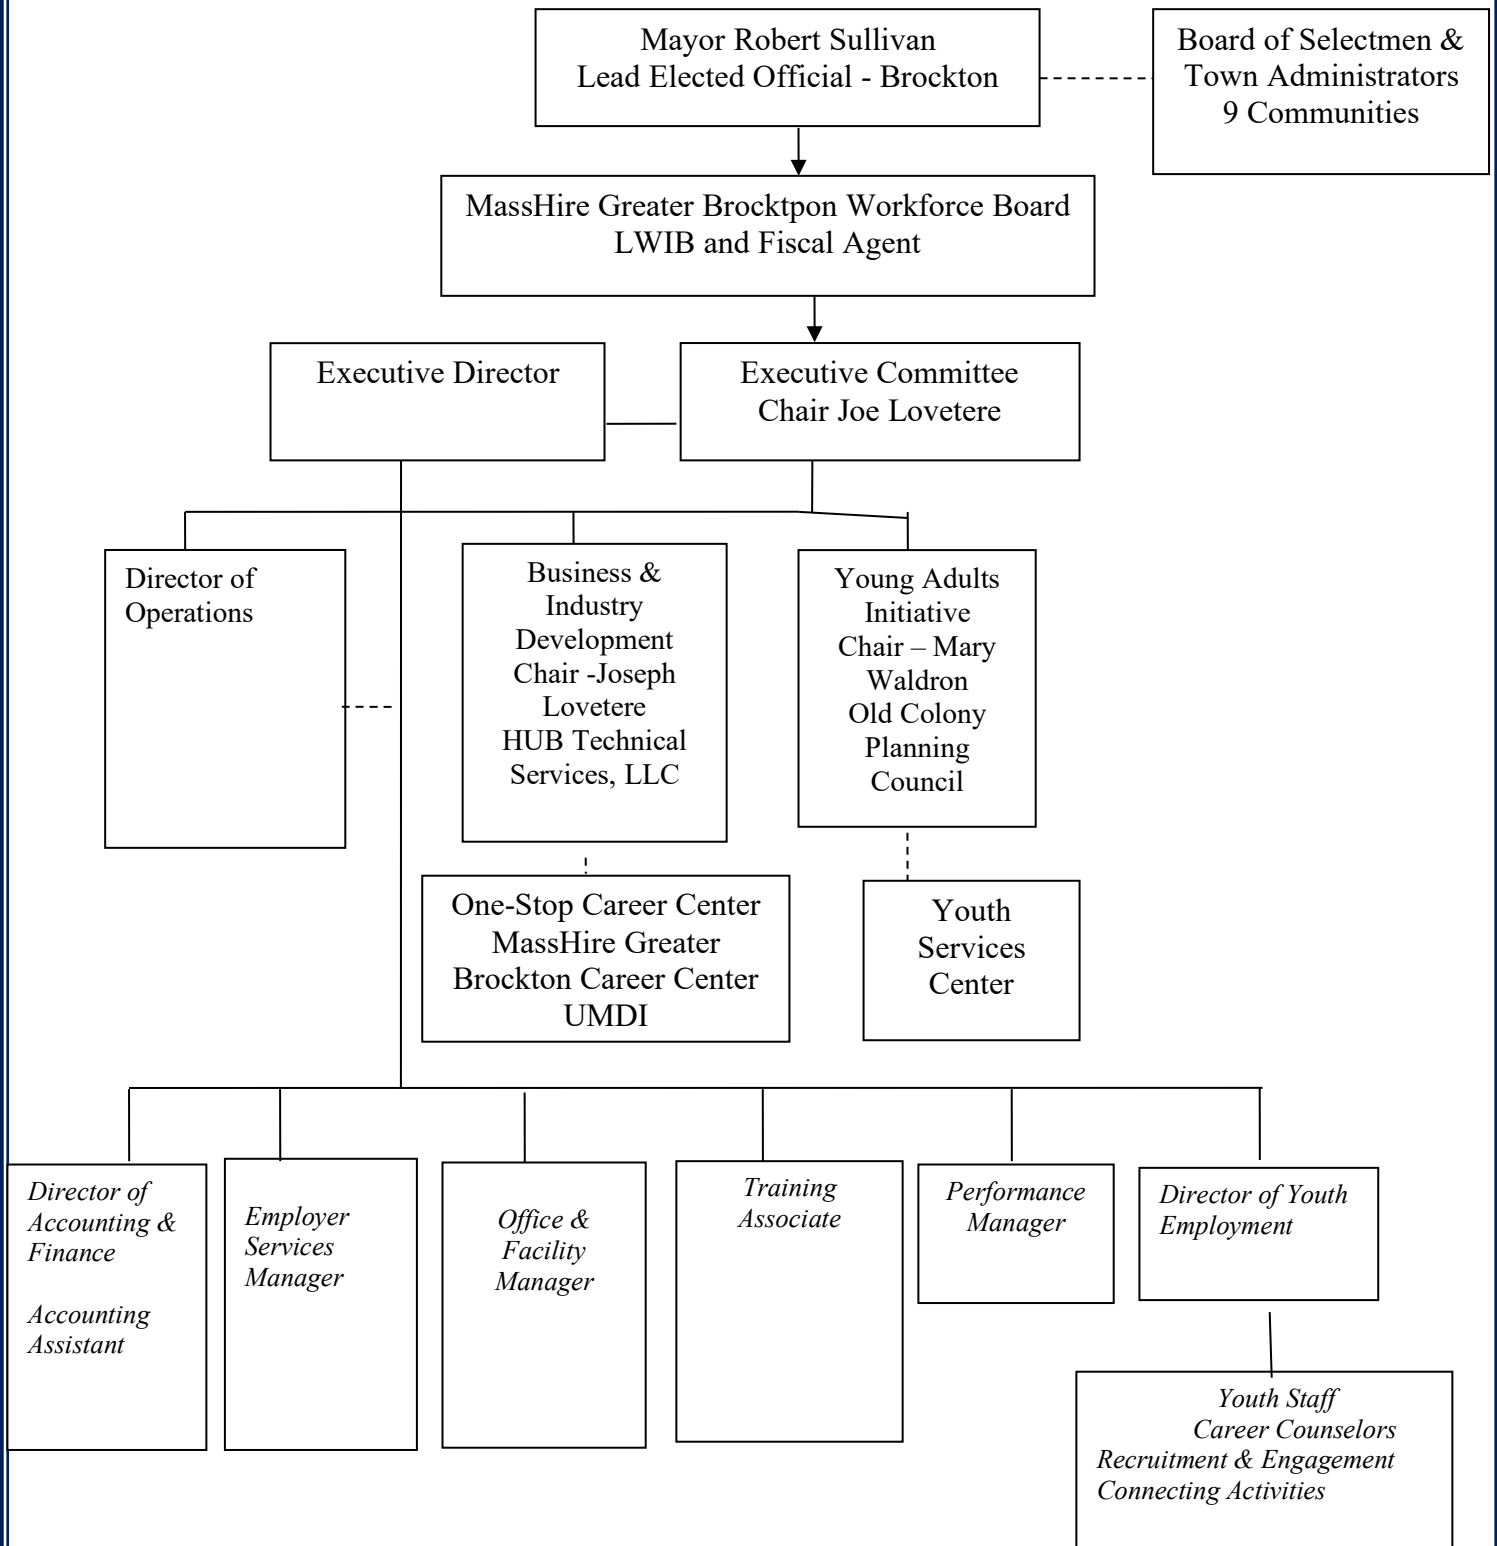 Mayor Robert Sullivan
Lead Elected Official - Brockton
Board of Selectmen &
Town Administrators
9 Communities
MassHire Greater Brocktpon Workforce Board
LWIB and Fiscal Agent
Executive Director
Executive Committee
Chair Joe Lovetere
Director of
Operations
Business &
Industry
Development
Chair -Joseph
Lovetere
HUB Technical
Services, LLC
Young Adults
Initiative
Chair – Mary
Waldron
Old Colony
Planning
Council
One-Stop Career Center
MassHire Greater
Brockton Career Center
UMDI
Youth
Services
Center
Director of
Accounting &
Finance
Accounting
Assistant
Employer
Services
Manager
Office &
Facility
Manager
Training
Associate
Performance
Manager
Director of Youth
Employment
Youth Staff
Career Counselors
Recruitment & Engagement
Connecting Activities